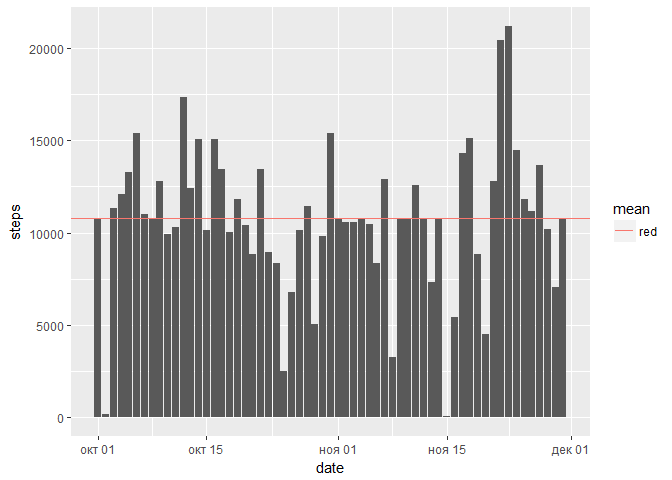 20000
15000
10000
5000
0
steps
окт 01
окт 15
ноя 01
ноя 15
дек 01
date
mean
red